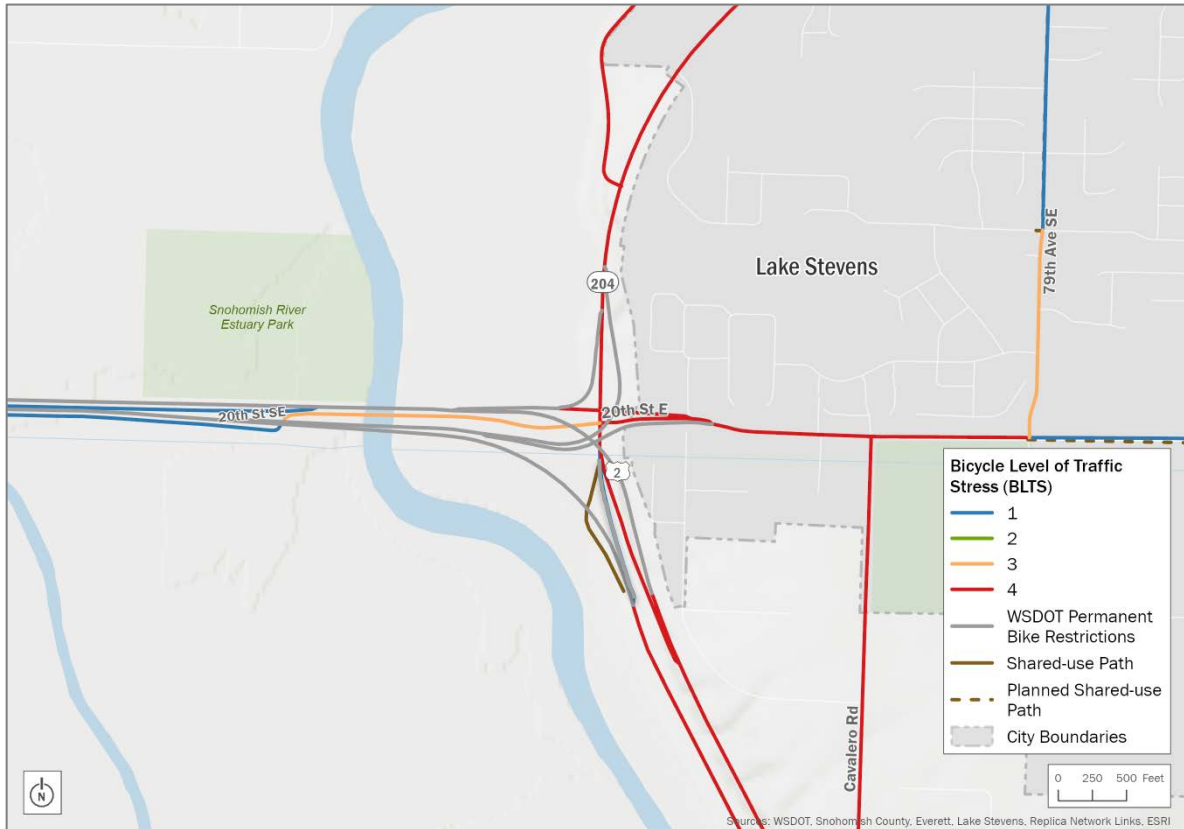 204
Lake Stevens
79th Ave SE
Snohomish River
Estuary Park
20th St SE
20th St E
2
Cavalero Rd
Bicycle Level of Traffic
Stress (BLTS)
1
2
3
4
WSDOT Permanent
Bike Restrictions
Shared-use Path
Planned Shared-use
Path
City Boundaries
0 250 500 Feet
N
Sources: WSDOT, Snohomish County, Everett, Lake Stevens, Replica Network Links, ESRI